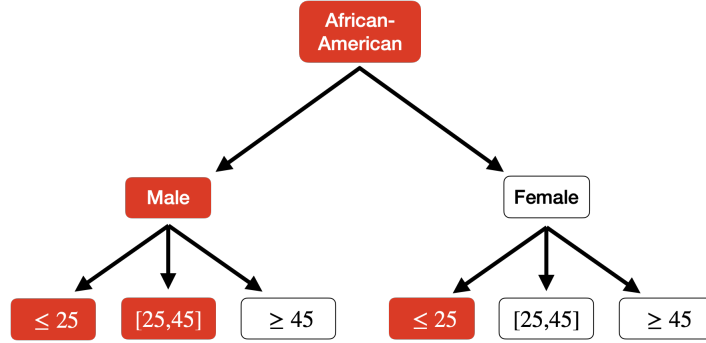 African-
American
Male
Female
≤ 25
[25,45]
≥ 45
≤ 25
[25,45]
≥ 45